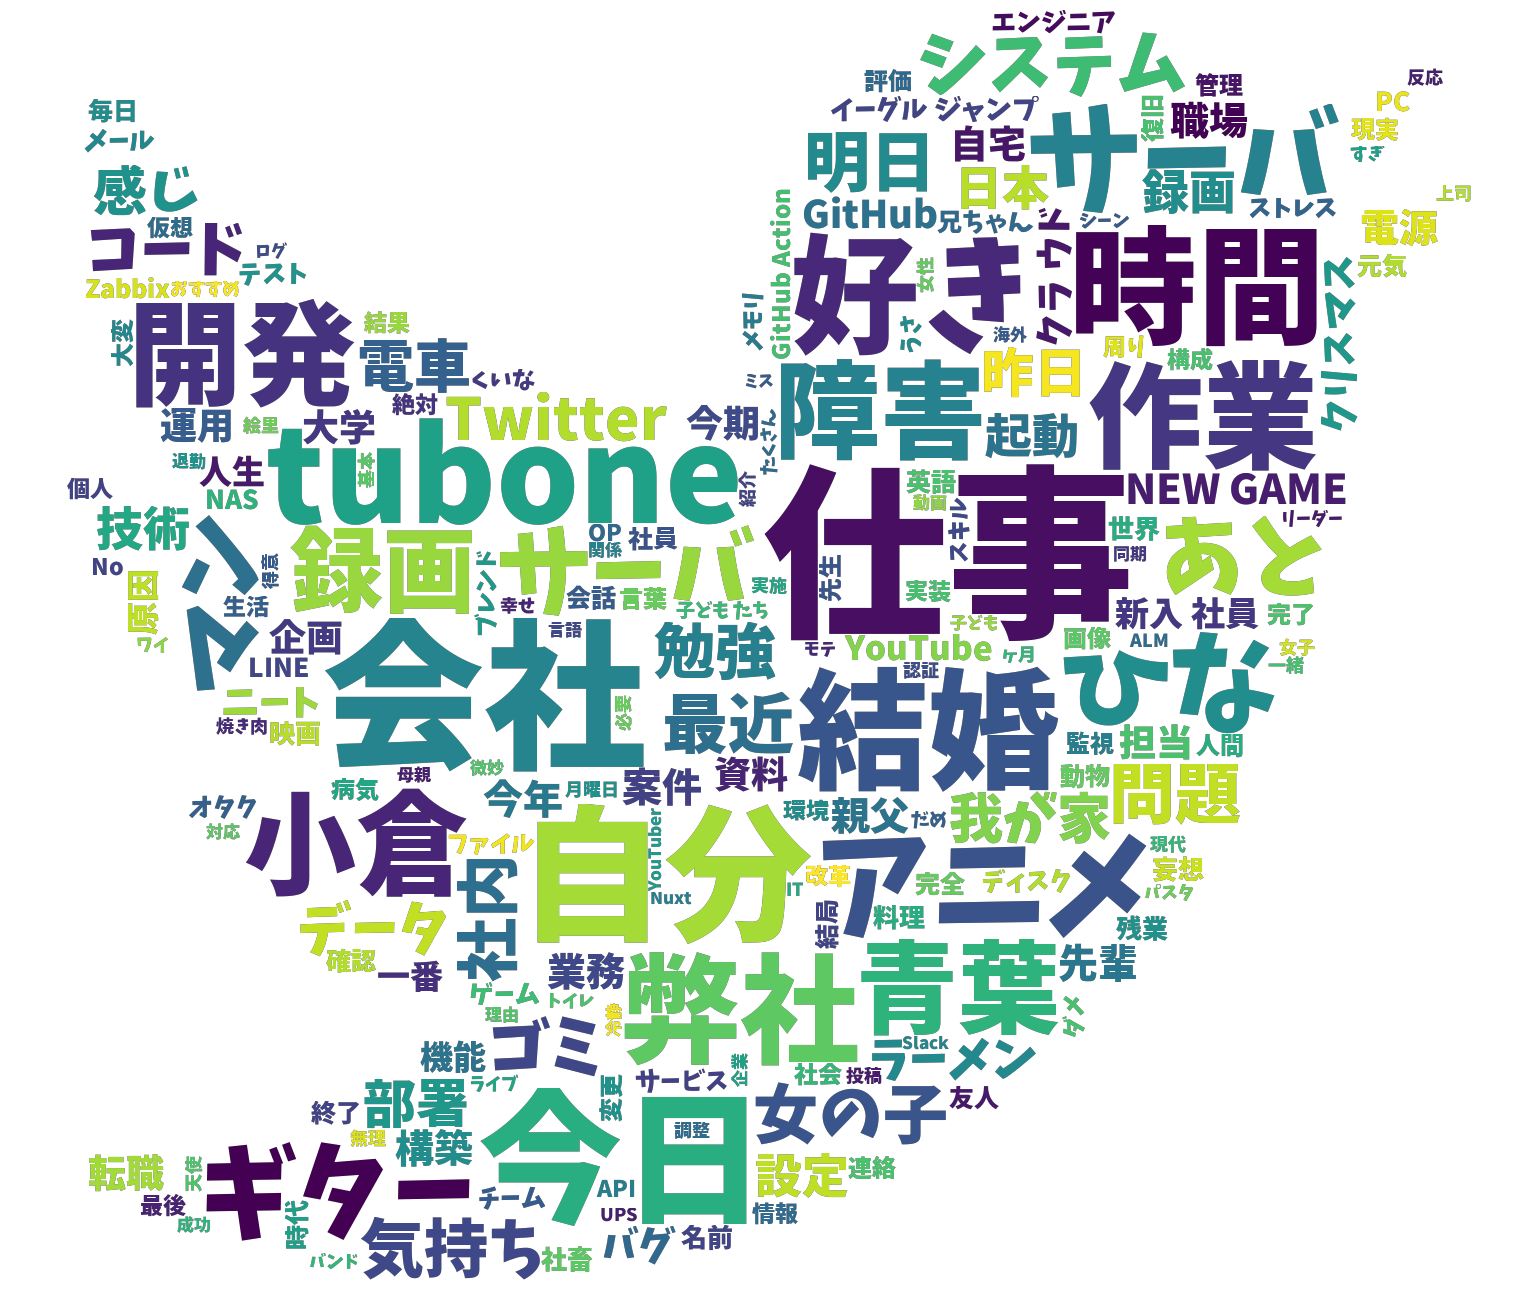 エンジニア
システム
反応
評価
管理
PC
毎日
イーグル ジャンプ
復旧
職場
現実
メール
自宅
サーバ
すぎ
明日
感じ
日本
録画
上司
GitHub
兄ちゃん
シーン
ストレス
仮想
電源
コード
ログ
GitHub Action
好き
女性
クラウド
時間
元気
テスト
Zabbix
おすすめ
クリスマス
開発
結果
メモリ
うさ
海外
大変
電車
昨日
周り
構成
くいな
ミス
障害
作業
絶対
Twitter
今期
たくさん
起動
運用
絵里
大学
tubone
退勤
人生
基本
紹介
仕事
英語
NEW GAME
個人
NAS
動画
リーダー
技術
マン
録画
サーバ
OP
社員
関係
スキル
世界
あと
同期
No
得意
ブレンド
実施
先生
実装
原因
生活
幸せ
会話
言葉
子どもたち
新入 社員
完了
ワイ
企画
言語
勉強
子ども
画像
ALM
女子
LINE
会社
モテ
YouTube
ヶ月
ひな
一緒
認証
ニート
必要
最近
結婚
焼き肉
映画
監視
担当
人間
母親
微妙
案件
資料
動物
問題
病気
今年
月曜日
オタク
小倉
環境
親父
だめ
我が家
対応
ファイル
自分
YouTuber
アニメ
現代
社内
Nuxt
IT
改革
完全
ディスク
妄想
パスタ
データ
結局
料理
残業
確認
一番
業務
弊社
青葉
先輩
ゲーム
トイレ
理由
ゴミ
ダメ
機能
Slack
ラーメン
ライブ
サービス
企業
社会
投稿
部署
変更
今日
女の子
友人
終了
無理
構築
調整
転職
天使
ギター
設定
連絡
最後
チーム
API
成功
時代
UPS
情報
気持ち
バンド
社畜
バグ
名前